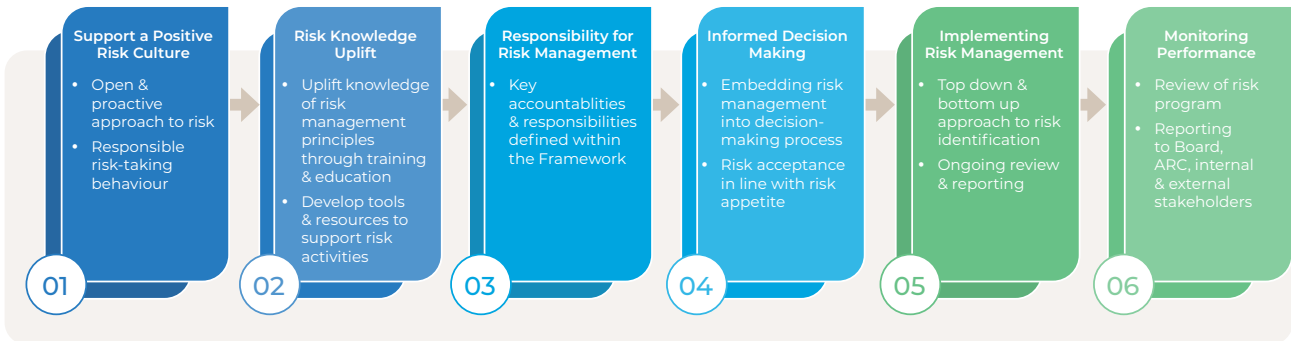 Support a Positive
Risk Culture
• Open &
proactive
approach to risk
• Responsible
risk-taking
behaviour
01
Risk Knowledge
Uplift
• Uplift knowledge
of risk
management
principles
through training
& education
• Develop tools
& resources to
support risk
activities
02
Responsibility for
Risk Management
• Key
accountablities
& responsibilities
defined within
the Framework
03
Informed Decision
Making
• Embedding risk
management
into decision-
making process
• Risk acceptance
in line with risk
appetite
04
Implementing
Risk Management
• Top down &
bottom up
approach to risk
identification
• Ongoing review
& reporting
05
Monitoring
Performance
• Review of risk
program
• Reporting
to Board,
ARC, internal
& external
stakeholders
06